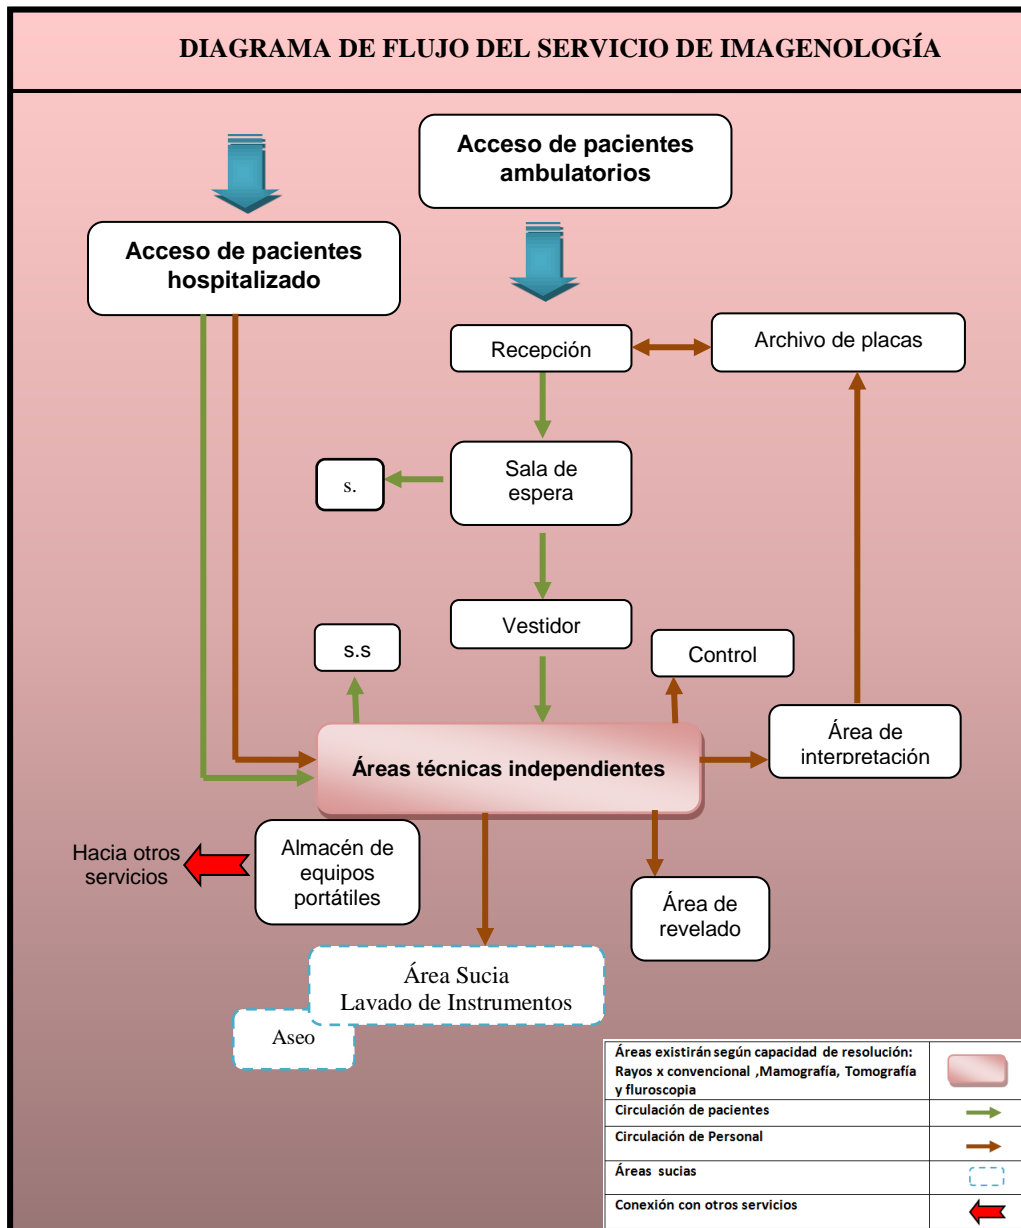 DIAGRAMA DE FLUJO DEL SERVICIO DE IMAGENOLOGÍA
Acceso de pacientes
ambulatorios
Acceso de pacientes
hospitalizado
Recepción
Archivo de placas
Sala de
espera
s.
Vestidor
s.s
Control
Área de
interpretación
Áreas técnicas independientes
Hacia otros
servicios
Almacén de
equipos
portátiles
Área de
revelado
Área Sucia
Lavado de Instrumentos
Aseo
Áreas existirán según capacidad de resolución:
Rayos x convencional ,Mamografía, Tomografía
y fluroscopia
Circulación de pacientes
Circulación de Personal
Áreas sucias
Conexión con otros servicios